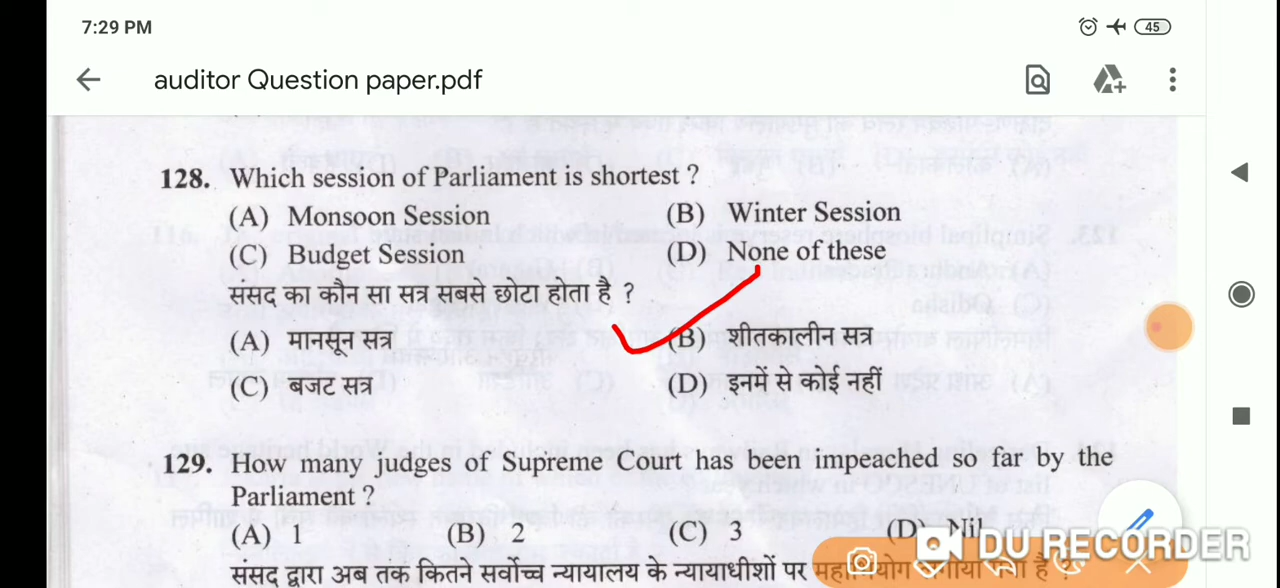 7:29 PM
45
auditor Question paper.pdf
128. Which session of Parliament is shortest ?
(A) Monsoon Session (B) Winter Session
(C) Budget Session (D) None of these
संसद का कौन सा सत्र सबसे छोटा होता है ?
(A) मानसून सत्र (B) शीतकालीन सत्र
(C) बजट सत्र (D) इनमें से कोई नहीं
129. How many judges of Supreme Court has been impeached so far by the
Parliament ?
(A) 1 (B) 2 (C) 3 (D) Nil
DU RECORDER
संसद द्वारा अब तक कितने सर्वोच्च न्यायालय के न्यायाधीशों पर महाभियोग लगाया गया है ?